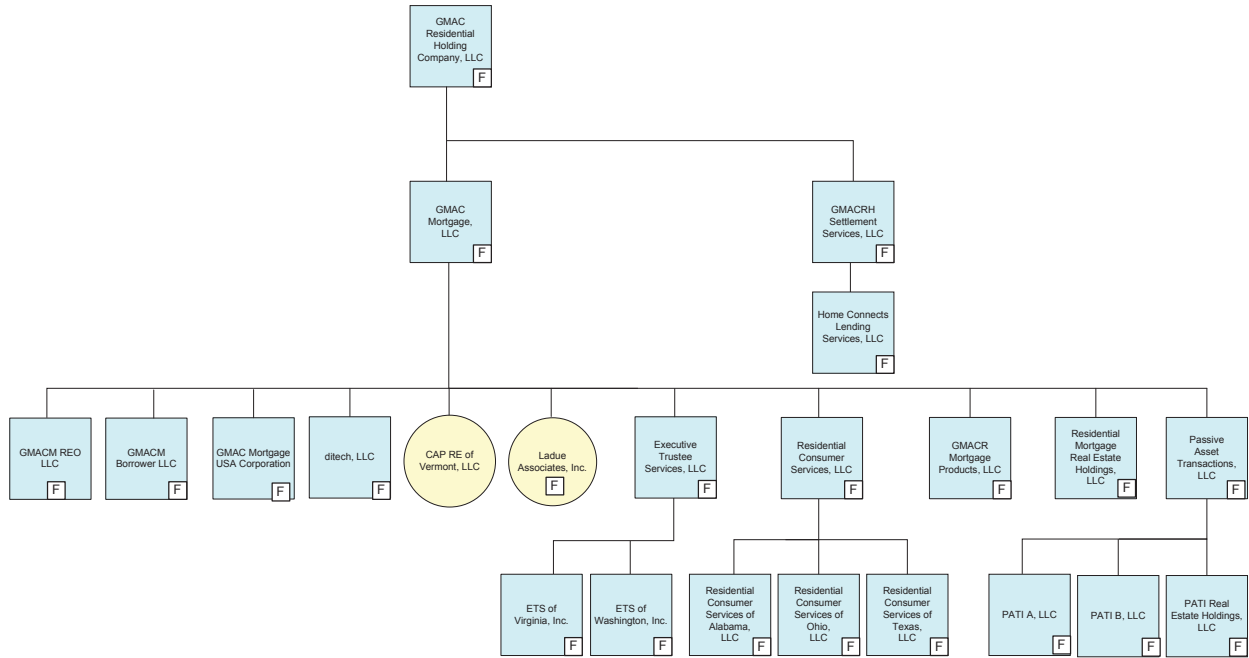 GMAC
Residential
Holding
Company, LLC
F
GMAC
Mortgage,
LLC
F
GMACRH
Settlement
Services, LLC
F
Home Connects
Lending
Services, LLC
F
GMACM REO
LLC
F
GMACM
Borrower LLC
F
GMAC Mortgage
USA Corporation
F
ditech, LLC
F
CAP RE of
Vermont, LLC
Ladue
Associates, Inc.
F
Executive
Trustee
Services, LLC
F
Residential
Consumer
Services, LLC
F
GMACR
Mortgage
Products, LLC
F
Residential
Mortgage
Real Estate
Holdings,
LLC
F
Passive
Asset
Transactions,
LLC
F
ETS of
Virginia, Inc.
F
ETS of
Washington, Inc.
F
Residential
Consumer
Services of
Alabama,
LLC
F
Residential
Consumer
Services of
Ohio,
LLC
F
Residential
Consumer
Services of
Texas,
LLC
F
PATI A, LLC
F
PATI B, LLC
F
PATI Real
Estate Holdings,
LLC
F